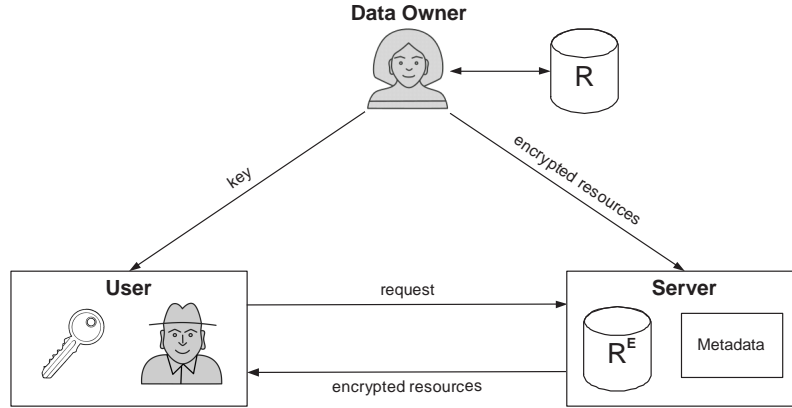 Data Owner
R
key
encrypted resources
User
request
Server
R^E
Metadata
encrypted resources